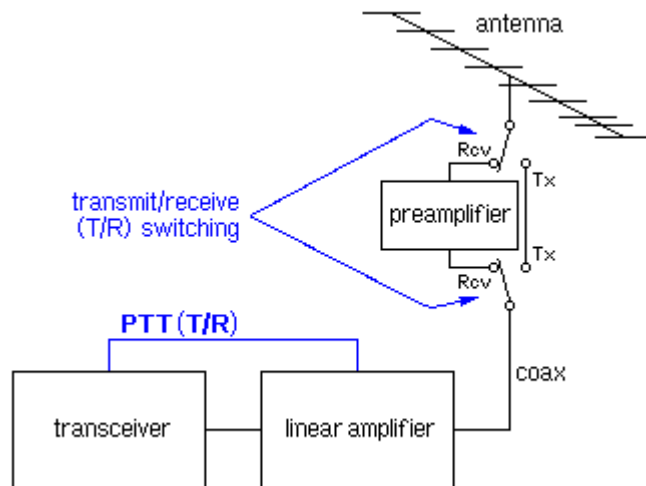 antenna
Rcv
Tx
transmit/receive
(T/R) switching
preamplifier
Tx
Rcv
PTT (T/R)
coax
transceiver
linear amplifier